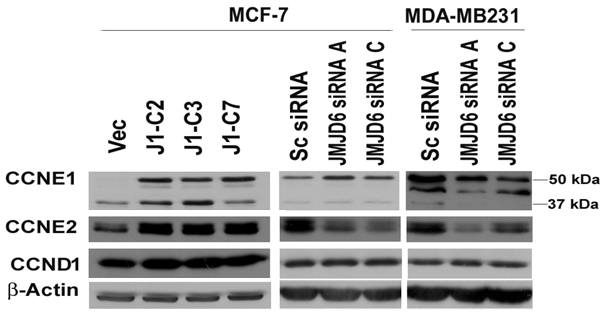 MCF-7
MDA-MB231
Vec
J1-C2
J1-C3
J1-C7
Sc siRNA
JMJD6 siRNA A
JMJD6 siRNA C
Sc siRNA
JMJD6 siRNA A
JMJD6 siRNA C
CCNE1
50 kDa
37 kDa
CCNE2
CCND1
β-Actin